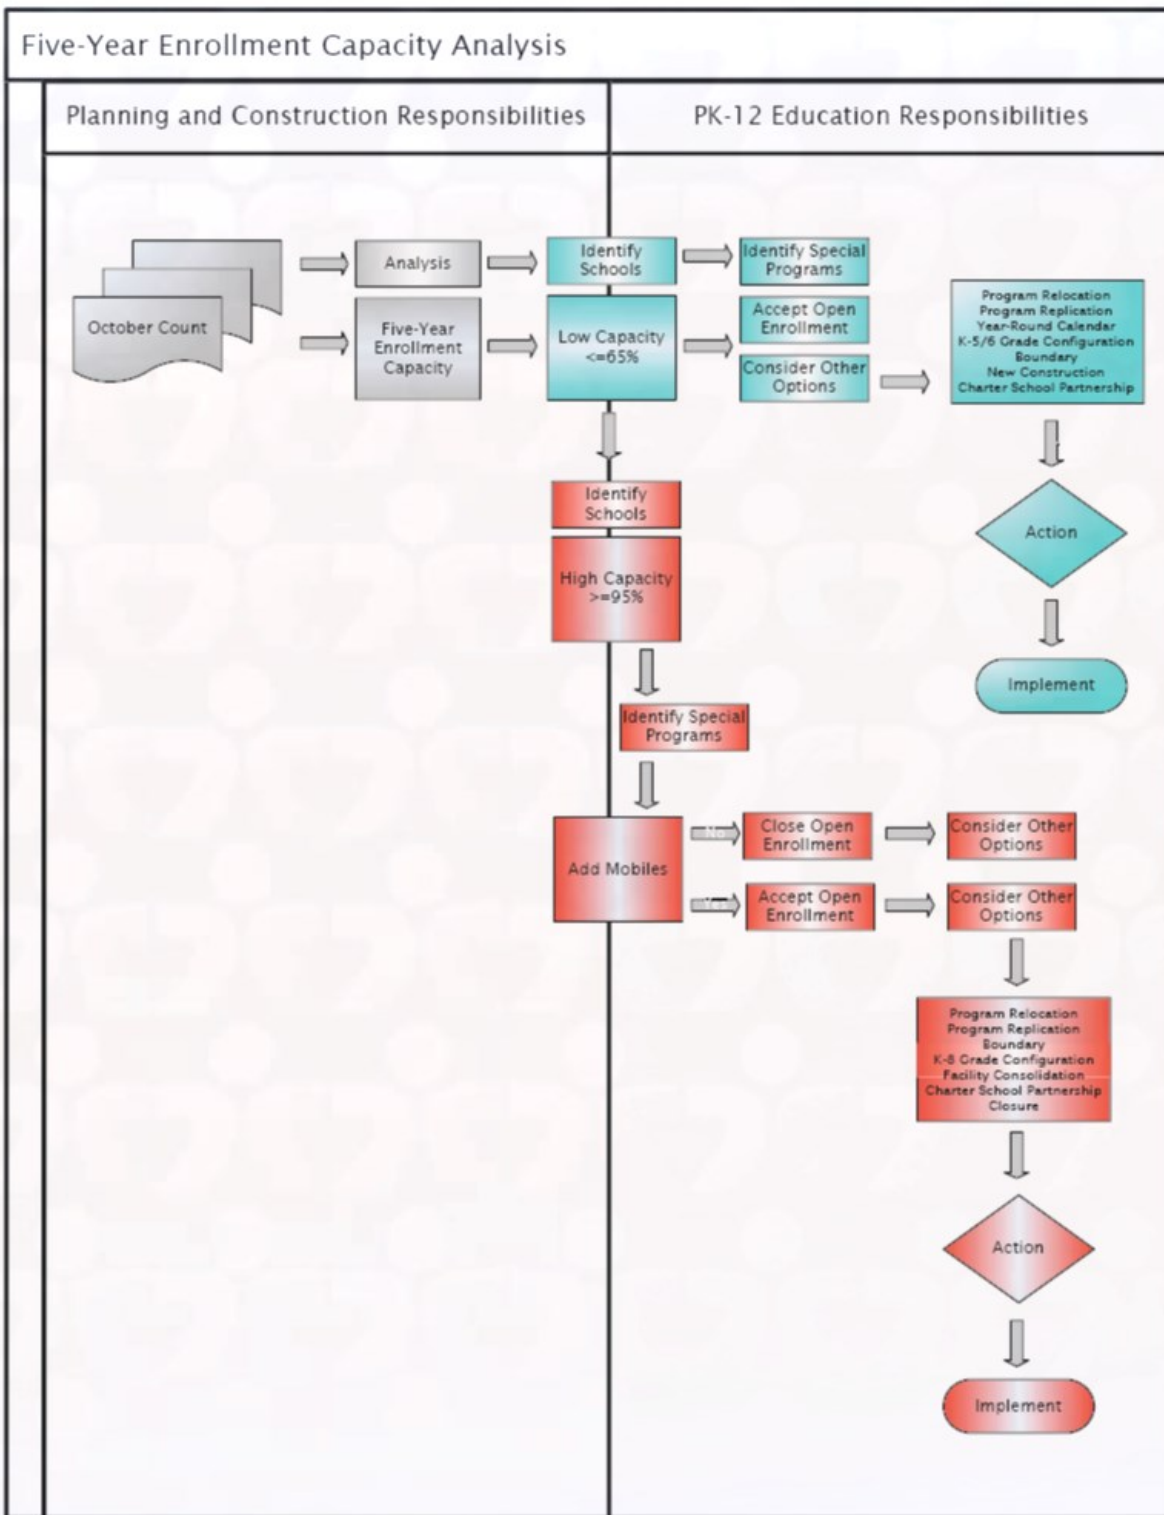 Five-Year Enrollment Capacity Analysis
Planning and Construction Responsibilities
PK-12 Education Responsibilities
October Count
Analysis
Five-Year
Enrollment
Capacity
Identify
Schools
Low Capacity
<=65%
Identify Special
Programs
Accept Open
Enrollment
Consider Other
Options
Program Relocation
Program Replication
Year-Round Calendar
K-5/6 Grade Configuration
Boundary
New Construction
Charter School Partnership
Action
Implement
Identify
Schools
High Capacity
>=95%
Identify Special
Programs
Add Mobiles
No
Close Open
Enrollment
Consider Other
Options
Yes
Accept Open
Enrollment
Consider Other
Options
Program Relocation
Program Replication
Boundary
K-8 Grade Configuration
Facility Consolidation
Charter School Partnership
Closure
Action
Implement